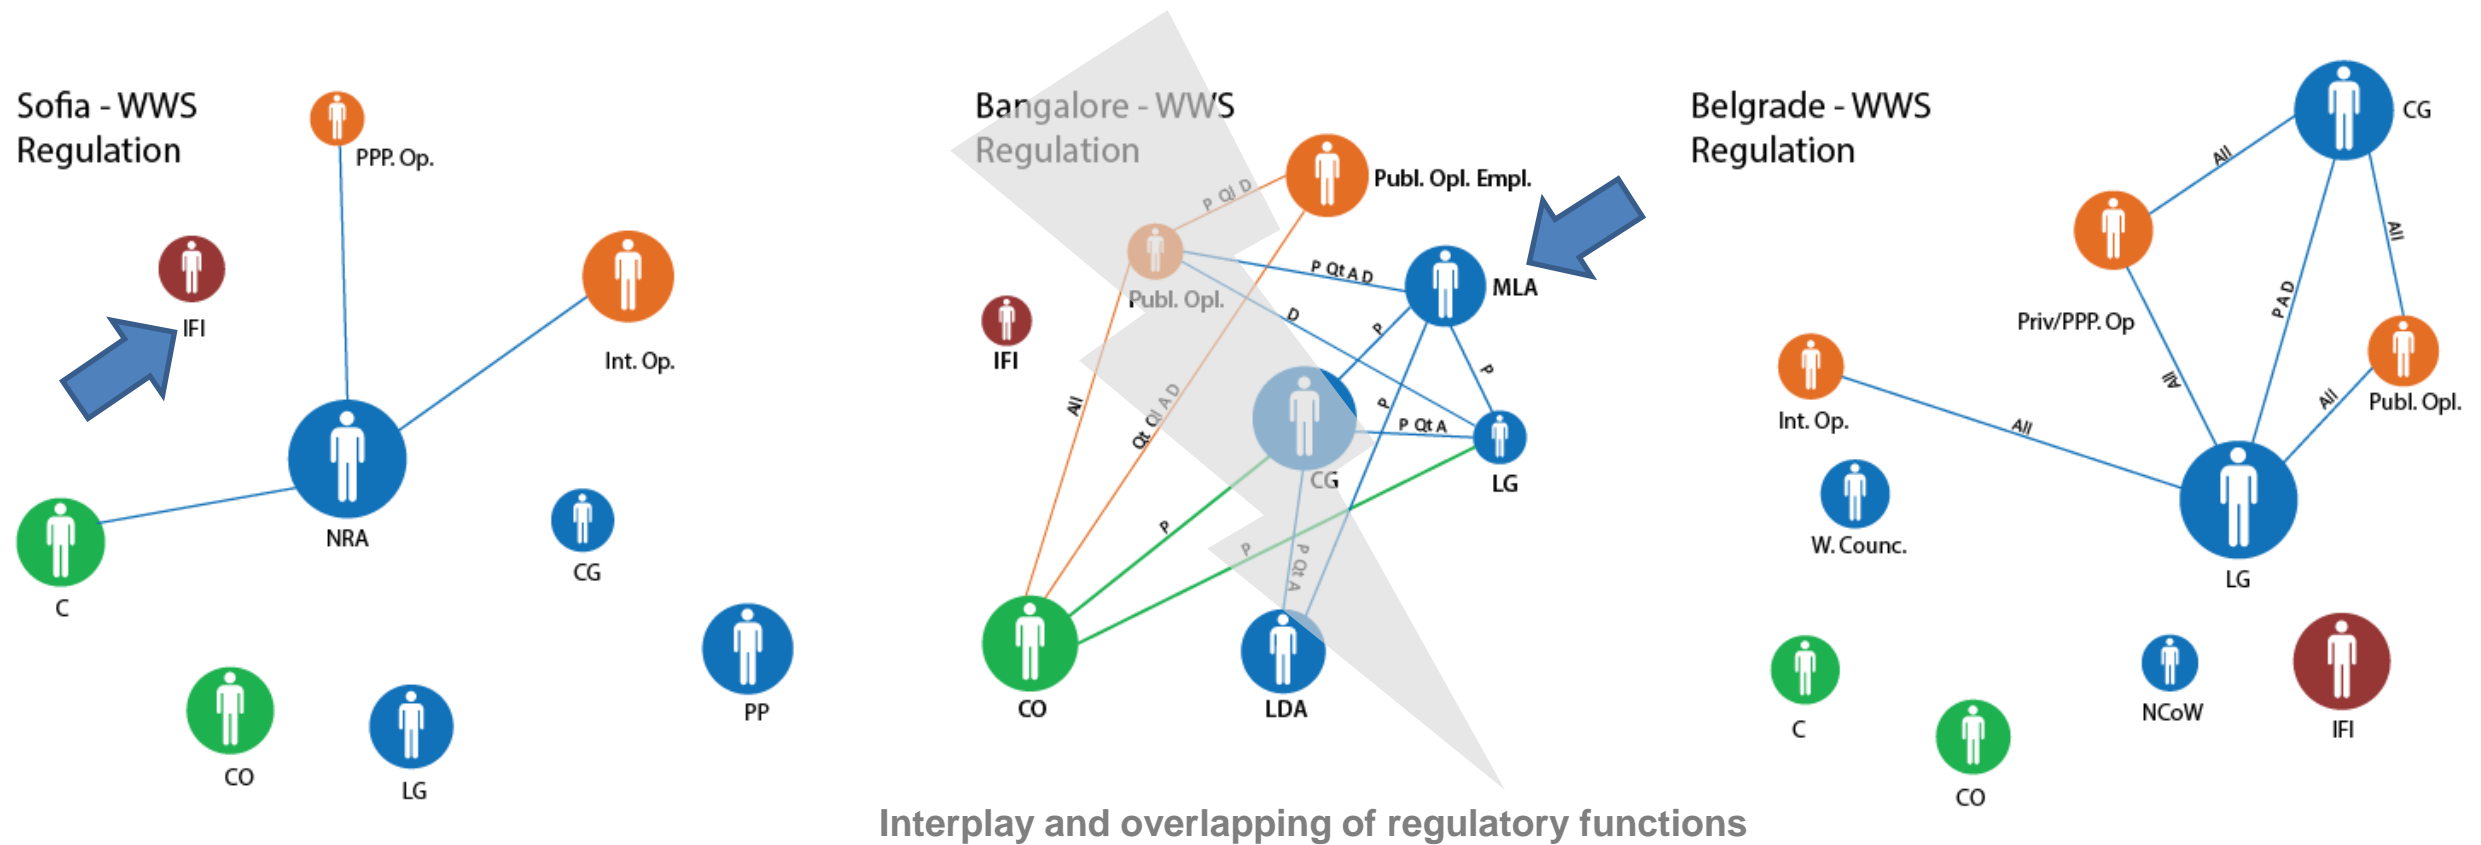 Sofia - WWS
Regulation
PPP. Op.
IFI
Int. Op.
NRA
C
CG
PP
CO
LG
Bangalore - WWS
Regulation
Publ. Opl. Empl.
P Ql D
Publ. Opl.
P Qt A D
MLA
D
P
P
IFI
All
Qt Ql A D
P
CG
P Qt A
LG
P
P
P Qt A
CO
LDA
Belgrade - WWS
Regulation
CG
All
All
Priv/PPP. Op
P A D
Int. Op.
All
All
All
Publ. Opl.
W. Counc.
LG
C
NCoW
IFI
CO
Interplay and overlapping of regulatory functions